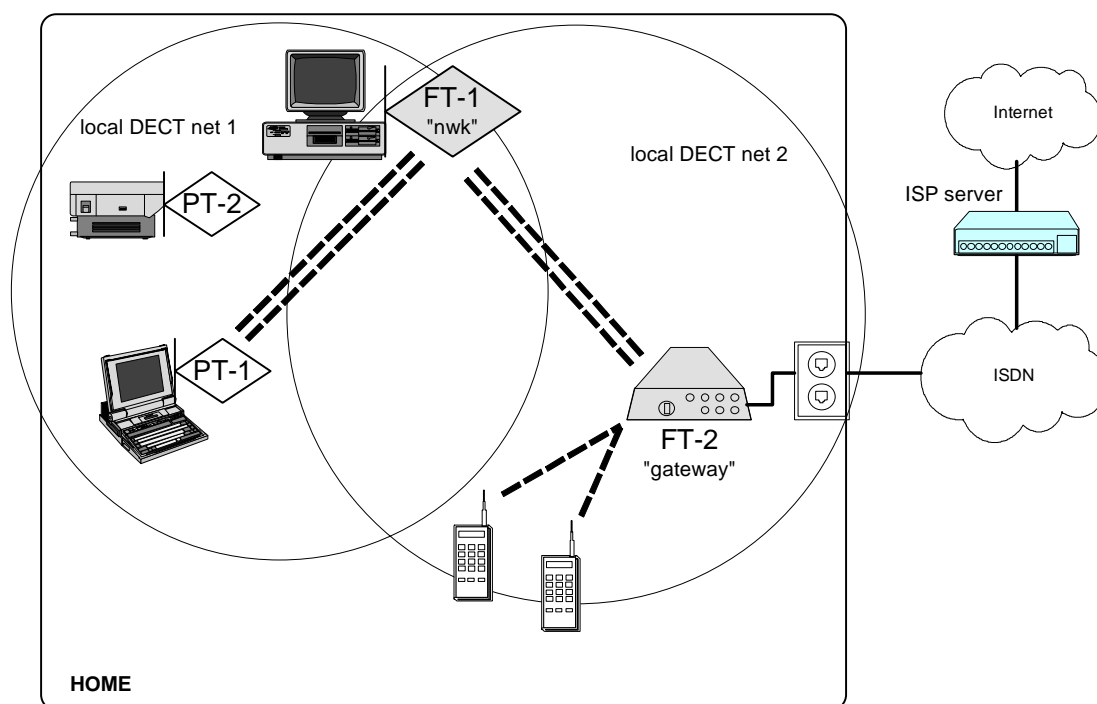 FT-1
"nwk"
local DECT net 1
local DECT net 2
Internet
PT-2
ISP server
PT-1
ISDN
FT-2
"gateway"
HOME